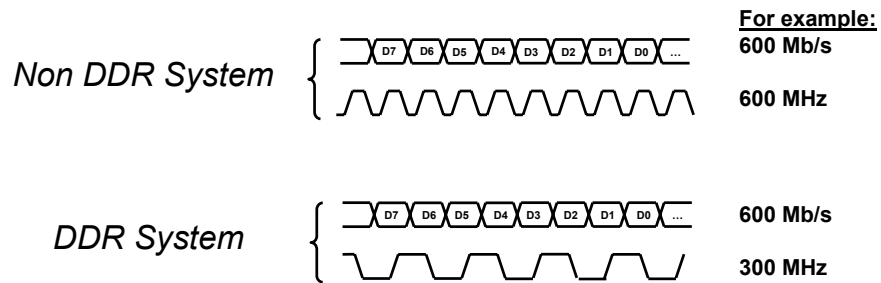 For example:
Non DDR System
D7 D6 D5 D4 D3 D2 D1 D0 ...
600 Mb/s
600 MHz
DDR System
D7 D6 D5 D4 D3 D2 D1 D0 ...
600 Mb/s
300 MHz